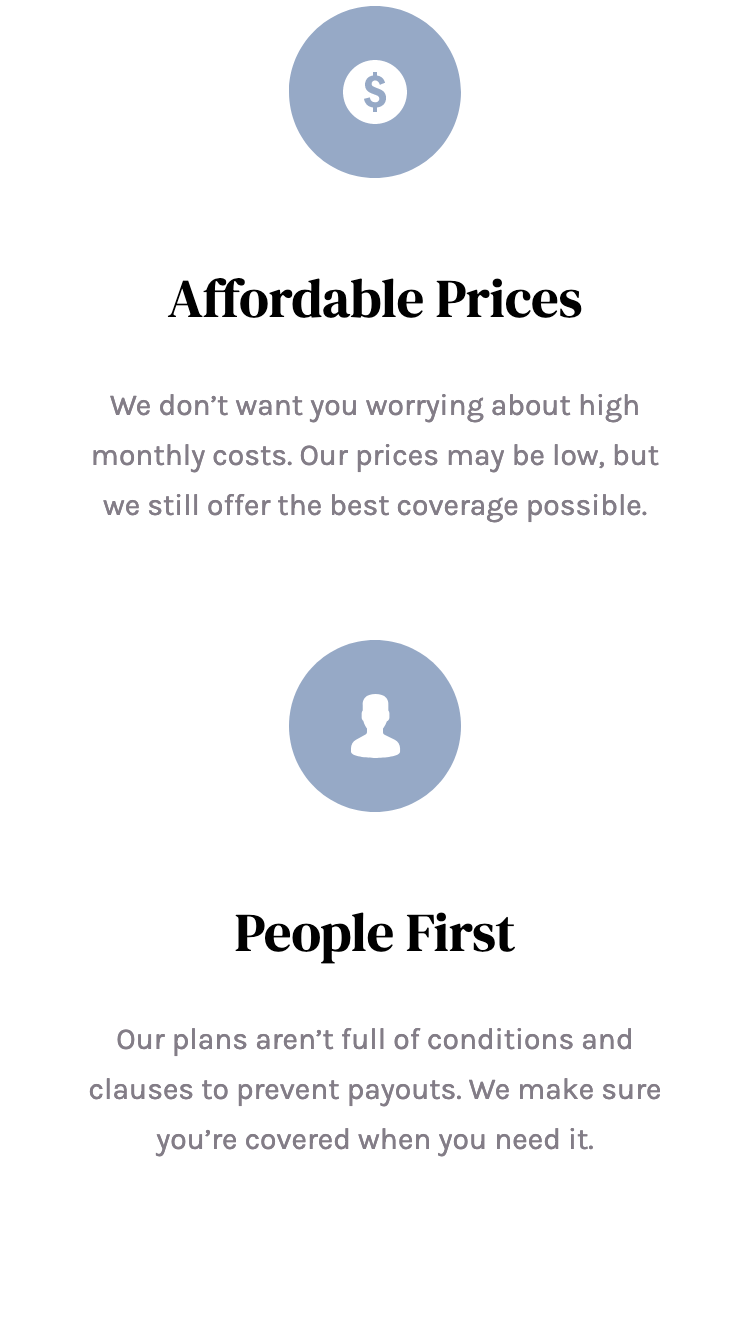 $
Affordable Prices
We don’t want you worrying about high
monthly costs. Our prices may be low, but
we still offer the best coverage possible.
People First
Our plans aren’t full of conditions and
clauses to prevent payouts. We make sure
you’re covered when you need it.